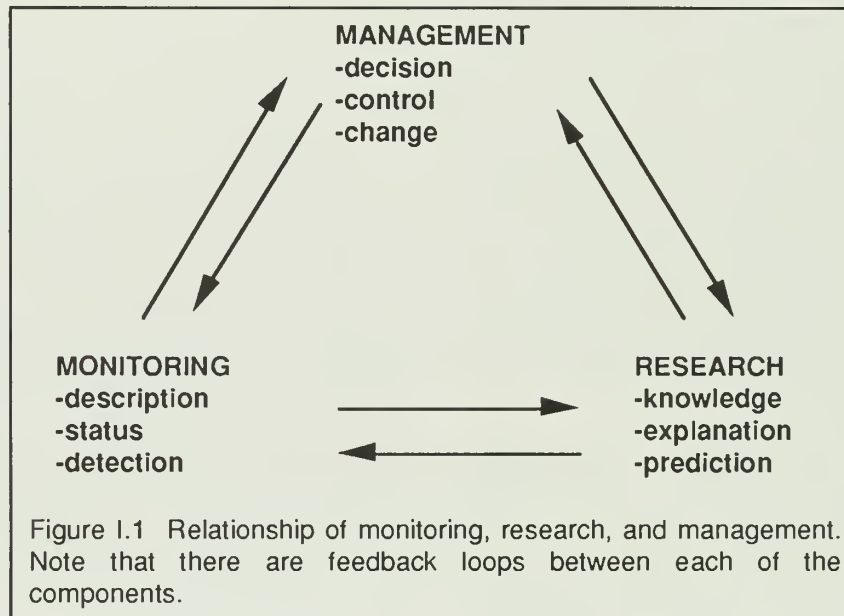 MANAGEMENT
-decision
-control
-change
MONITORING
-description
-status
-detection
RESEARCH
-knowledge
-explanation
-prediction
Figure I.1 Relationship of monitoring, research, and management.
Note that there are feedback loops between each of the
components.